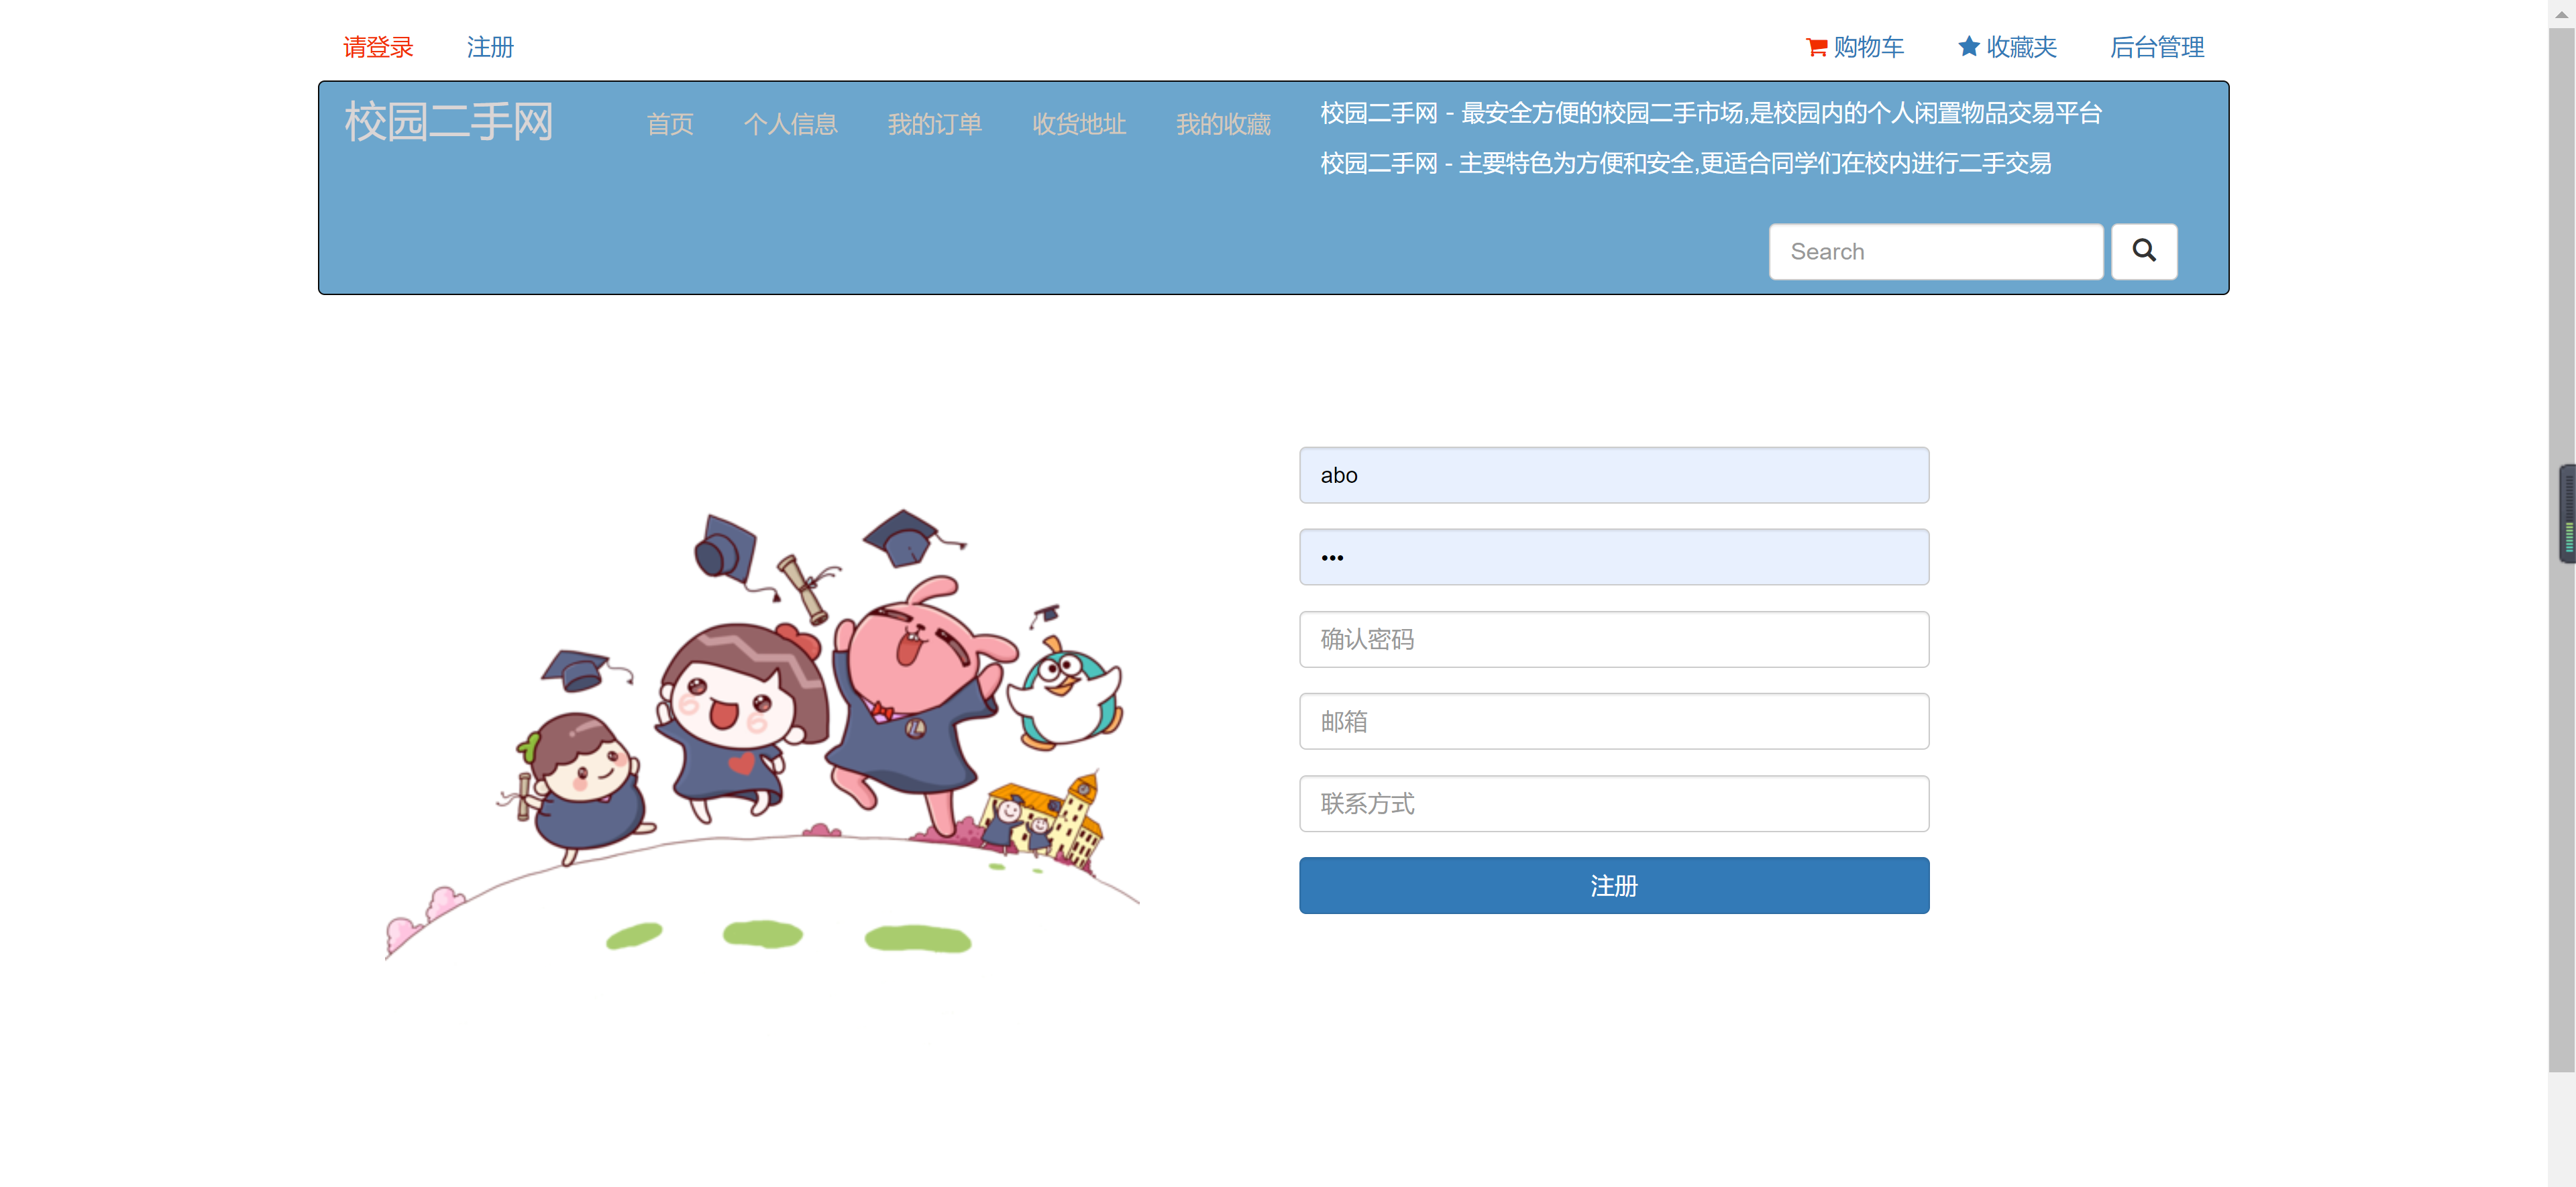 请登录 注册 购物车 收藏夹 后台管理
校园二手网 首页 个人信息 我的订单 收货地址 我的收藏
校园二手网 - 最安全方便的校园二手市场,是校园内的个人闲置物品交易平台
校园二手网 - 主要特色为方便和安全,更适合同学们在校内进行二手交易
Search
abo
•••
确认密码
邮箱
联系方式
注册